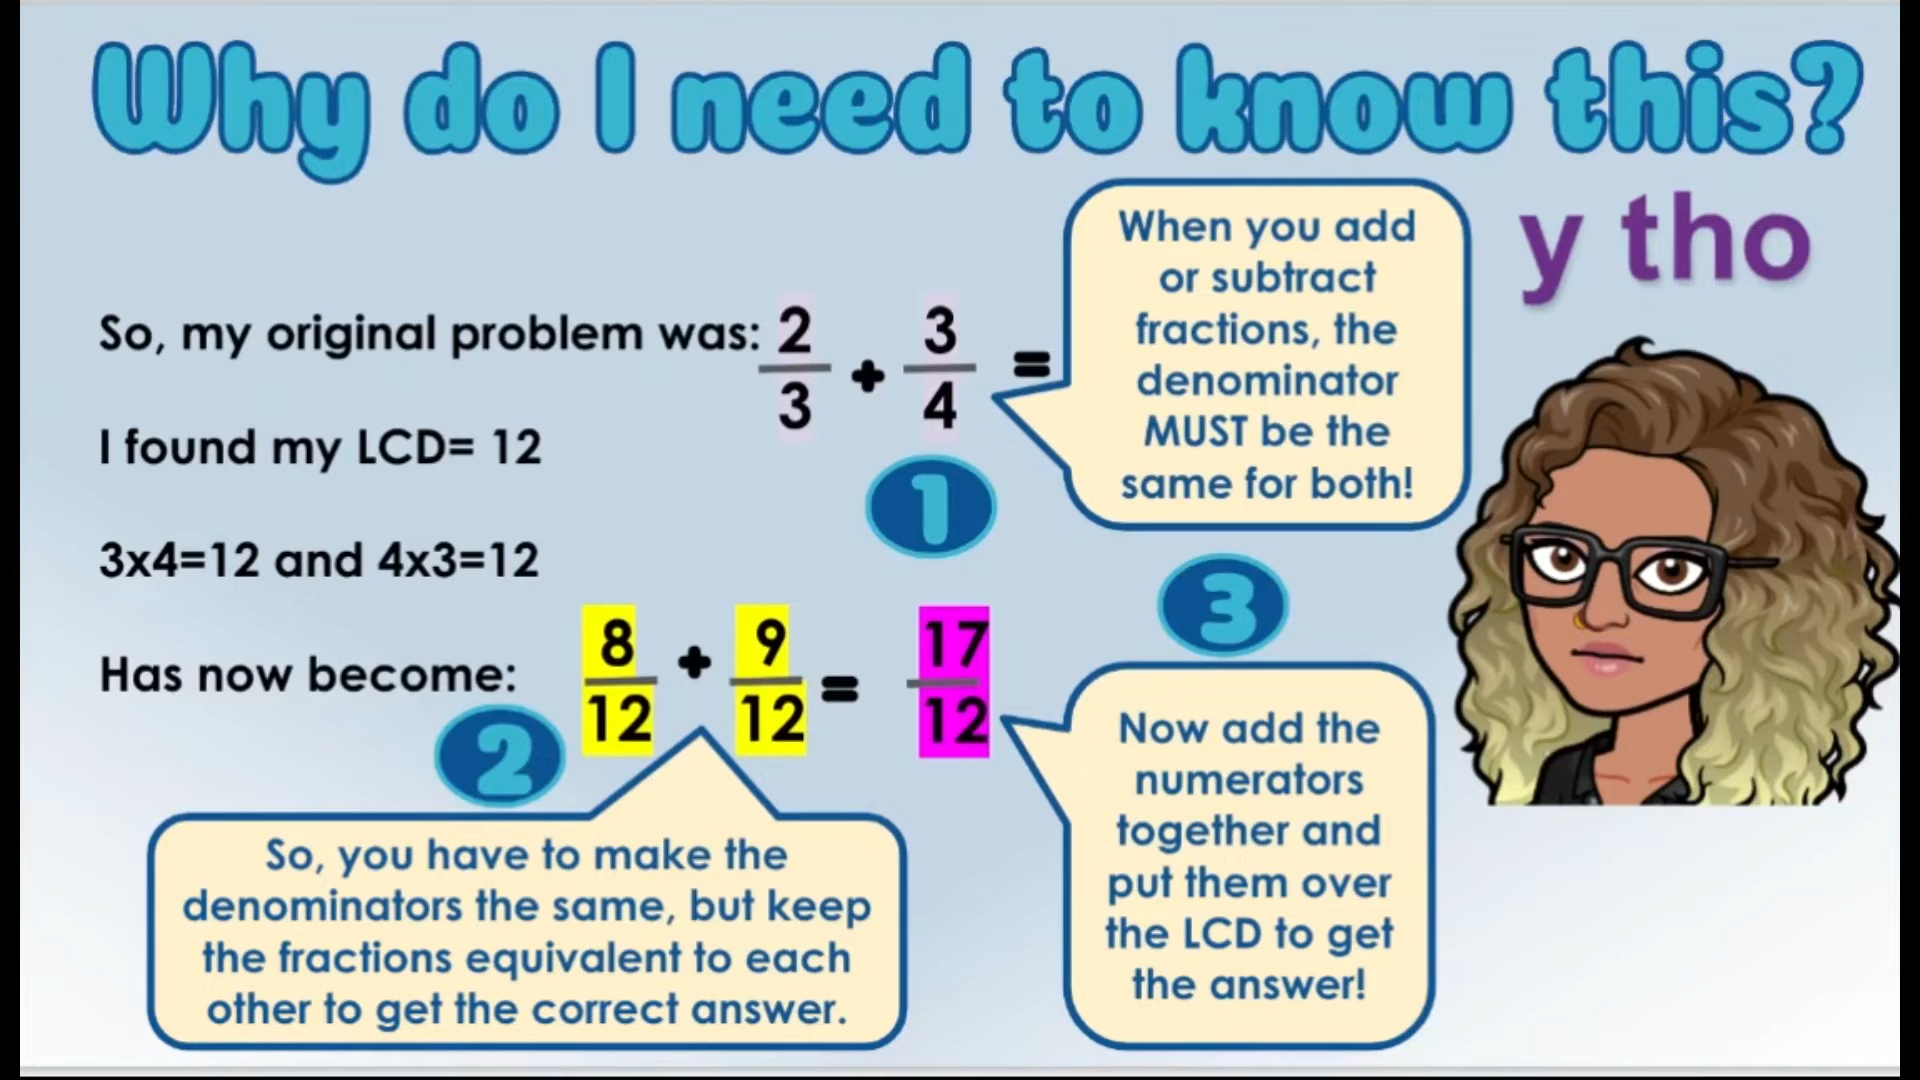 Why do I need to know this?
y tho
So, my original problem was: 2/3 + 3/4 =
When you add
or subtract
fractions, the
denominator
MUST be the
same for both!
I found my LCD= 12
1
3x4=12 and 4x3=12
Has now become: 8/12 + 9/12 = 17/12
2
So, you have to make the
denominators the same, but keep
the fractions equivalent to each
other to get the correct answer.
3
Now add the
numerators
together and
put them over
the LCD to get
the answer!